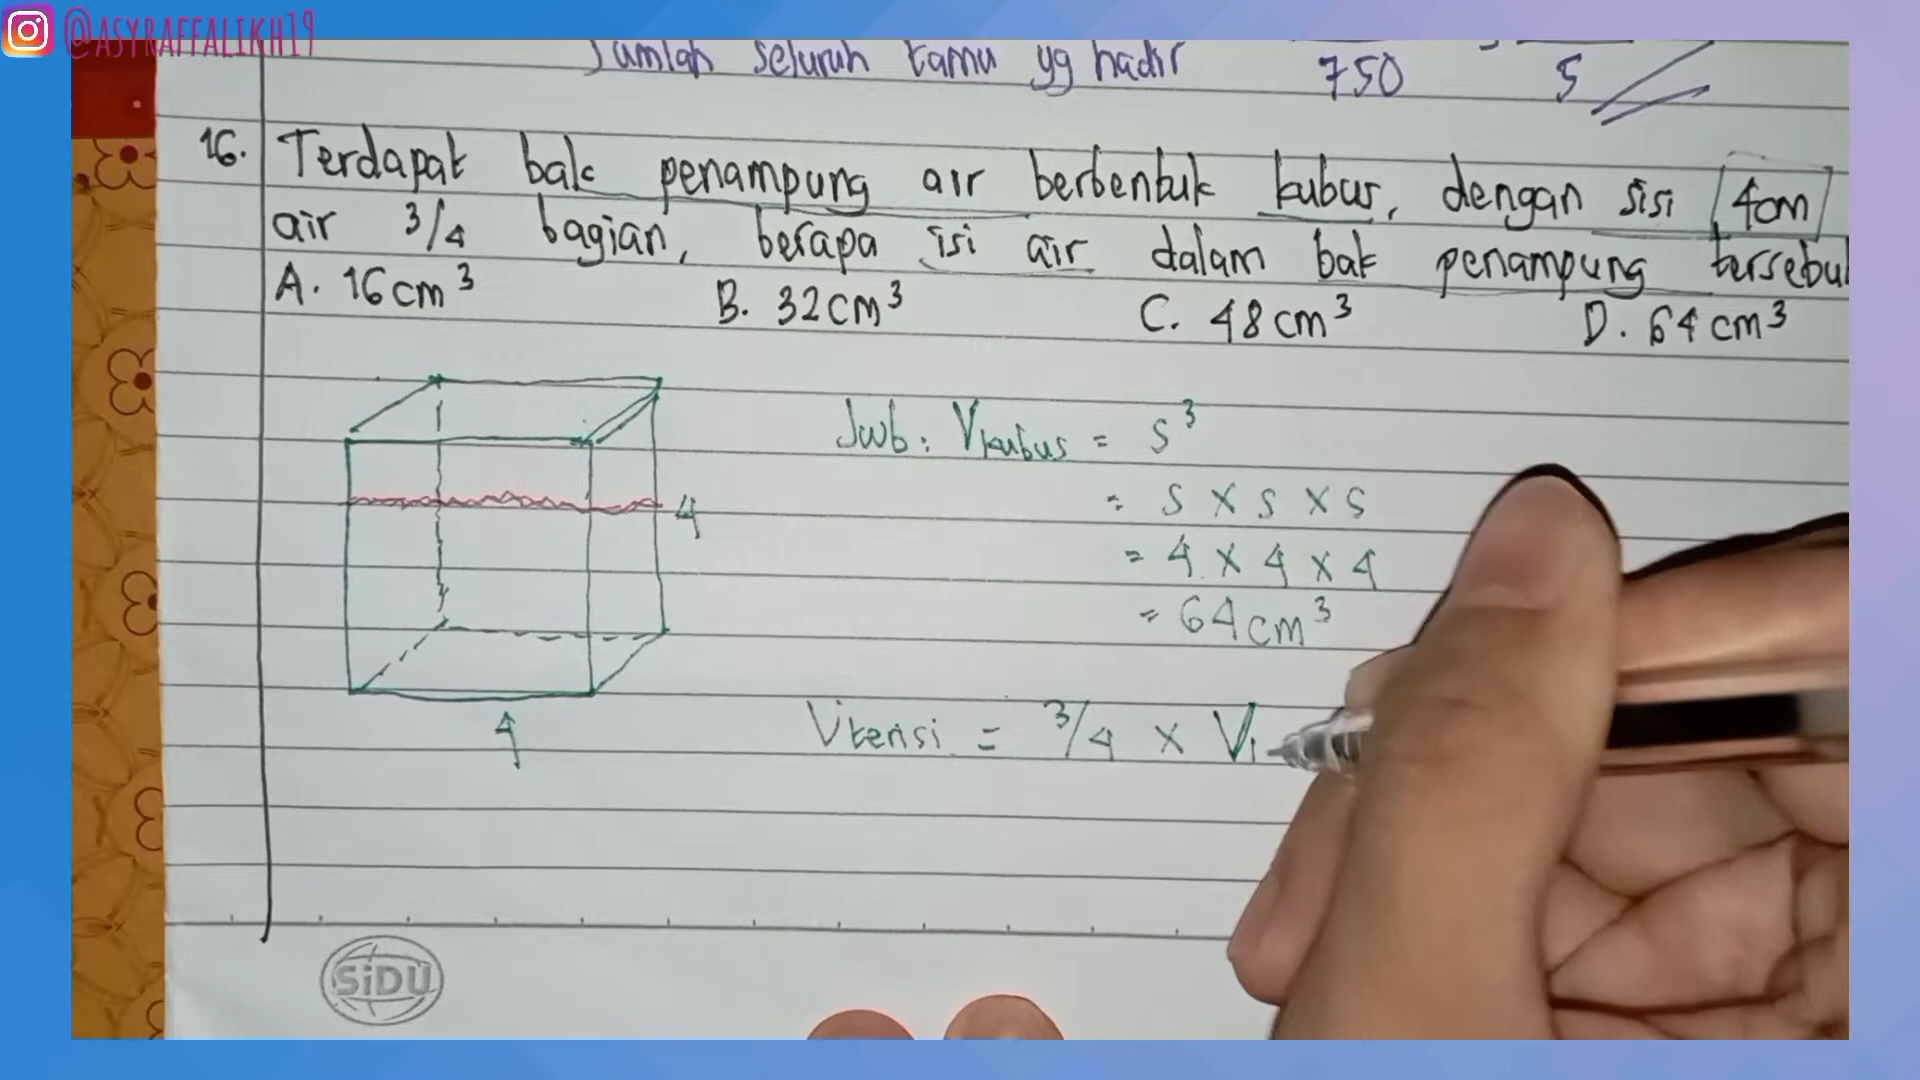 @ASYRAFFALIKH19
Jumlah seluruh tamu yg hadir 750 5
16. Terdapat bak penampung air berbentuk kubus, dengan sisi 4cm
air 3/4 bagian, berapa isi air dalam bak penampung tersebu
A. 16 cm³ B. 32 cm³ C. 48 cm³ D. 64 cm³
Jwb: Vkubus = s³
= s x s x s
4
= 4 x 4 x 4
= 64 cm³
Vterisi = 3/4 x V
4
SiDU